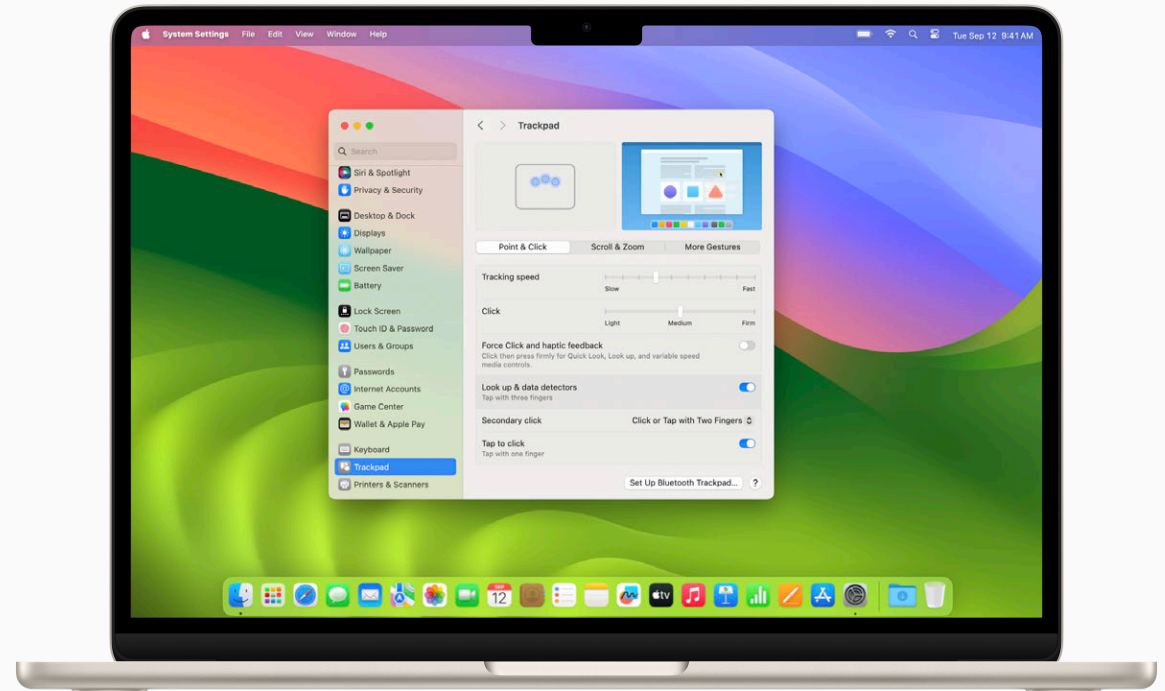 System Settings File Edit View Window Help
Tue Sep 12 9:41 AM
Trackpad
Search
Siri & Spotlight
Privacy & Security
Desktop & Dock
Displays
Wallpaper
Screen Saver
Battery
Lock Screen
Touch ID & Password
Users & Groups
Passwords
Internet Accounts
Game Center
Wallet & Apple Pay
Keyboard
Trackpad
Printers & Scanners
Point & Click Scroll & Zoom More Gestures
Tracking speed
Slow Fast
Click
Light Medium Firm
Force Click and haptic feedback
Click then press firmly for Quick Look, Look up, and variable speed
media controls.
Look up & data detectors
Tap with three fingers
Secondary click Click or Tap with Two Fingers
Tap to click
Tap with one finger
Set Up Bluetooth Trackpad... ?
SEP
12
tv